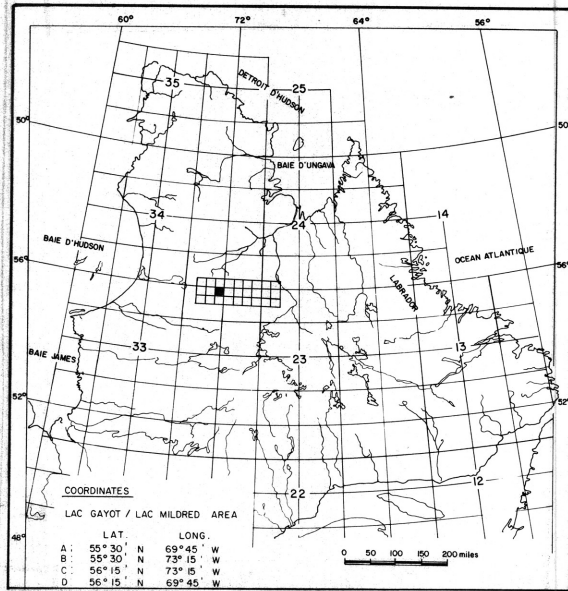 60° 72° 64° 56°
35 DETROIT D'HUDSON 25
50° 50°
BAIE D'UNGAVA
34 24 14
BAIE D'HUDSON OCEAN ATLANTIQUE
56° 56°
LABRADOR
33 23 13
BAIE JAMES
52° 52°
22 12
COORDINATES
LAC GAYOT / LAC MILDRED AREA
LAT. LONG.
A: 55° 30' N 69° 45' W
B: 55° 30' N 73° 15' W
C: 56° 15' N 73° 15' W
D 56° 15' N 69° 45' W
48°
0 50 100 150 200 miles